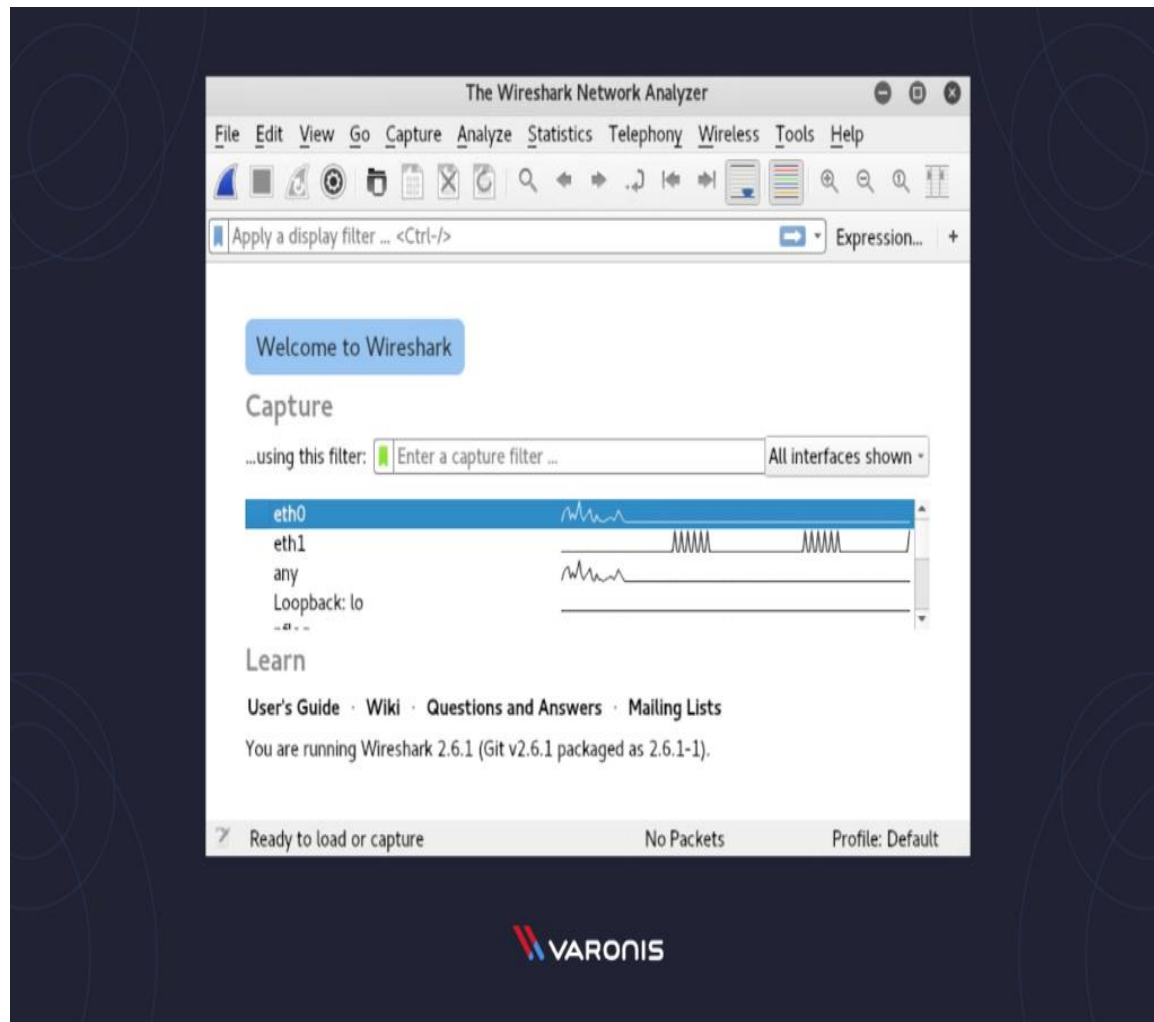 The Wireshark Network Analyzer
File Edit View Go Capture Analyze Statistics Telephony Wireless Tools Help
Apply a display filter ... <Ctrl-/> Expression... +
Welcome to Wireshark
Capture
...using this filter: Enter a capture filter ... All interfaces shown
eth0
eth1
any
Loopback: lo
Learn
User's Guide · Wiki · Questions and Answers · Mailing Lists
You are running Wireshark 2.6.1 (Git v2.6.1 packaged as 2.6.1-1).
Ready to load or capture No Packets Profile: Default
VARONIS